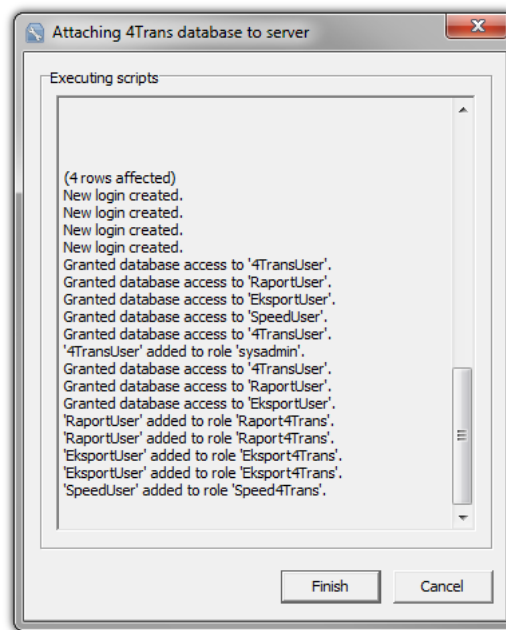 Attaching 4Trans database to server
Executing scripts
(4 rows affected)
New login created.
New login created.
New login created.
New login created.
Granted database access to '4TransUser'.
Granted database access to 'RaportUser'.
Granted database access to 'EksportUser'.
Granted database access to 'SpeedUser'.
Granted database access to '4TransUser'.
'4TransUser' added to role 'sysadmin'.
Granted database access to '4TransUser'.
Granted database access to 'RaportUser'.
Granted database access to 'EksportUser'.
'RaportUser' added to role 'Raport4Trans'.
'RaportUser' added to role 'Raport4Trans'.
'EksportUser' added to role 'Eksport4Trans'.
'EksportUser' added to role 'Eksport4Trans'.
'SpeedUser' added to role 'Speed4Trans'.
Finish
Cancel